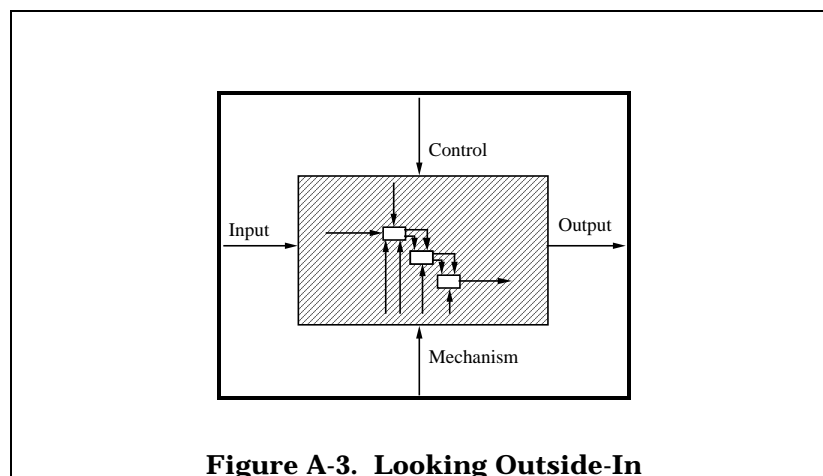 Control
Input
Output
Mechanism
Figure A-3. Looking Outside-In